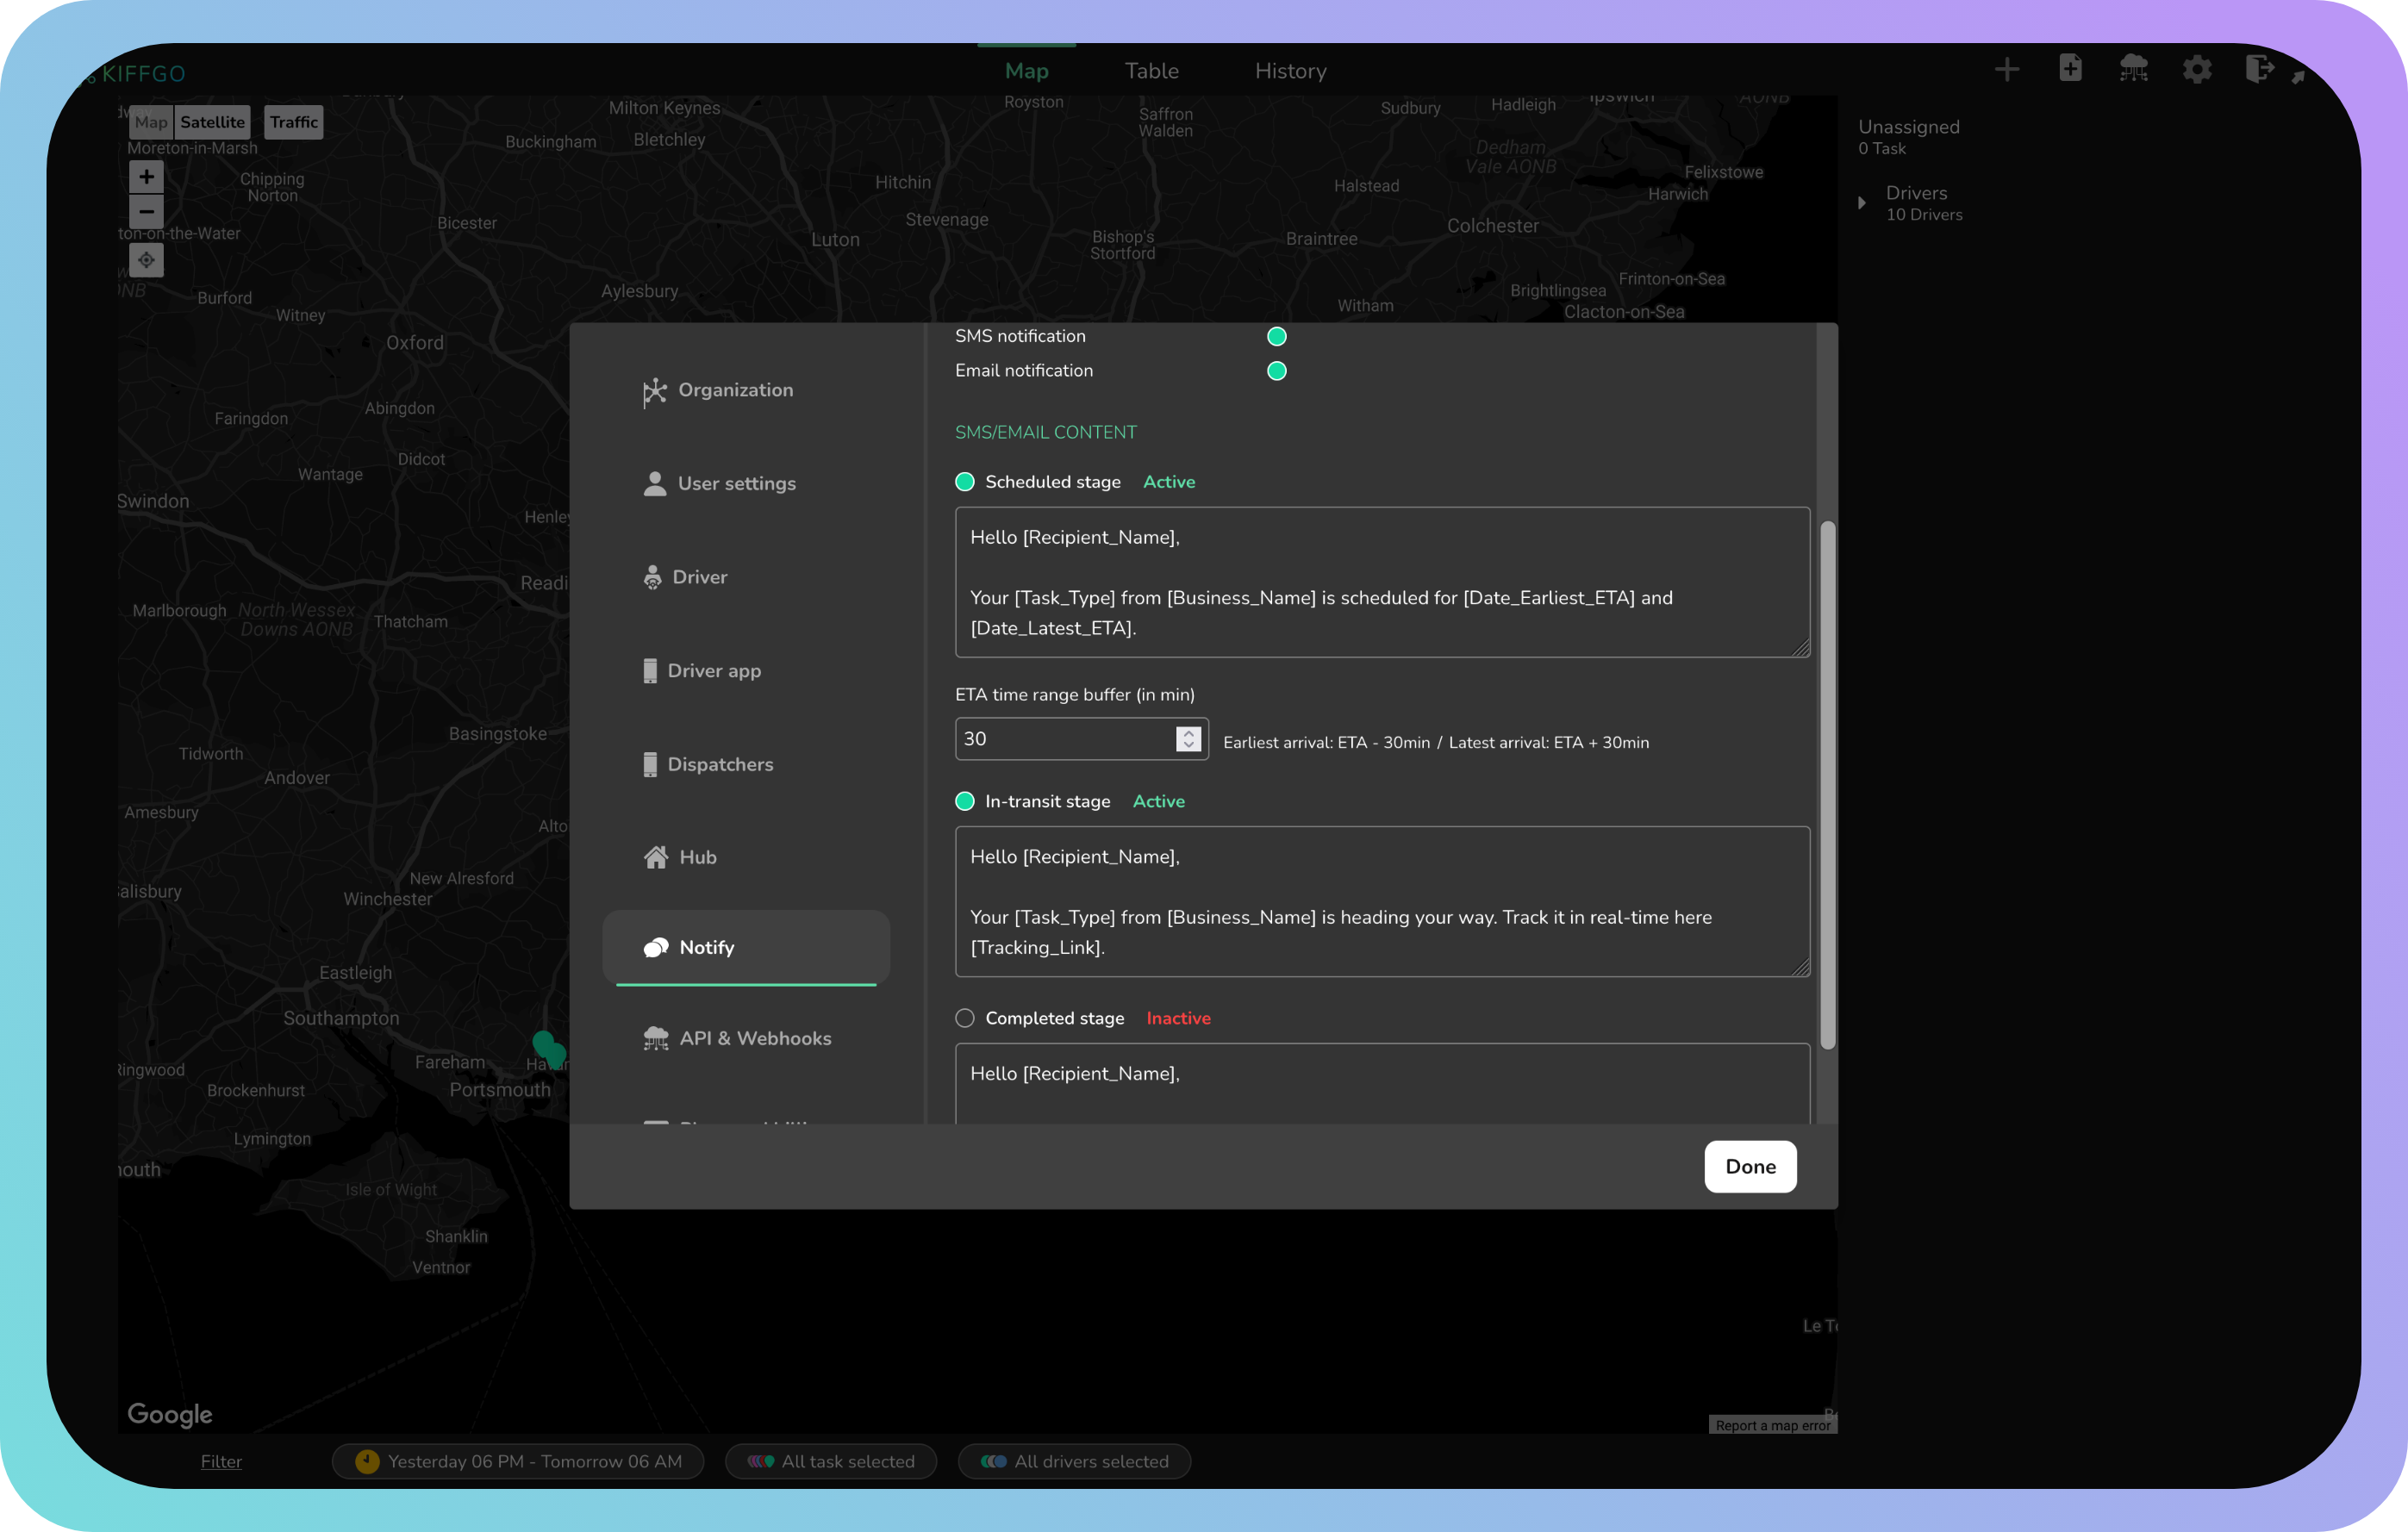 KIFFGO
Map
Table
History
Map
Satellite
Traffic
Moreton-in-Marsh
Chipping
Norton
Milton Keynes
Buckingham
Bletchley
Royston
Saffron
Walden
Sudbury
Hadleigh
Ipswich
AONB
Dedham
Vale AONB
Felixstowe
Harwich
Hitchin
Halstead
Bicester
Stevenage
Colchester
Luton
Bishop's
Stortford
Braintree
ton-on-the-Water
Frinton-on-Sea
Brightlingsea
Clacton-on-Sea
Burford
Witney
Aylesbury
Witham
Oxford
Faringdon
Abingdon
Didcot
Wantage
Swindon
Henley
Readi
Marlborough
North Wessex
Downs AONB
Thatcham
Basingstoke
Tidworth
Andover
Amesbury
Alto
alisbury
New Alresford
Winchester
Eastleigh
Southampton
Ringwood
Fareham
Brockenhurst
Portsmouth
Lymington
mouth
Isle of Wight
Shanklin
Ventnor
Le To
Google
Report a map error
Unassigned
0 Task
Drivers
10 Drivers
Organization
User settings
Driver
Driver app
Dispatchers
Hub
Notify
API & Webhooks
SMS notification
Email notification
SMS/EMAIL CONTENT
Scheduled stage Active
Hello [Recipient_Name],
Your [Task_Type] from [Business_Name] is scheduled for [Date_Earliest_ETA] and
[Date_Latest_ETA].
ETA time range buffer (in min)
30
Earliest arrival: ETA - 30min / Latest arrival: ETA + 30min
In-transit stage Active
Hello [Recipient_Name],
Your [Task_Type] from [Business_Name] is heading your way. Track it in real-time here
[Tracking_Link].
Completed stage Inactive
Hello [Recipient_Name],
Done
Filter
Yesterday 06 PM - Tomorrow 06 AM
All task selected
All drivers selected